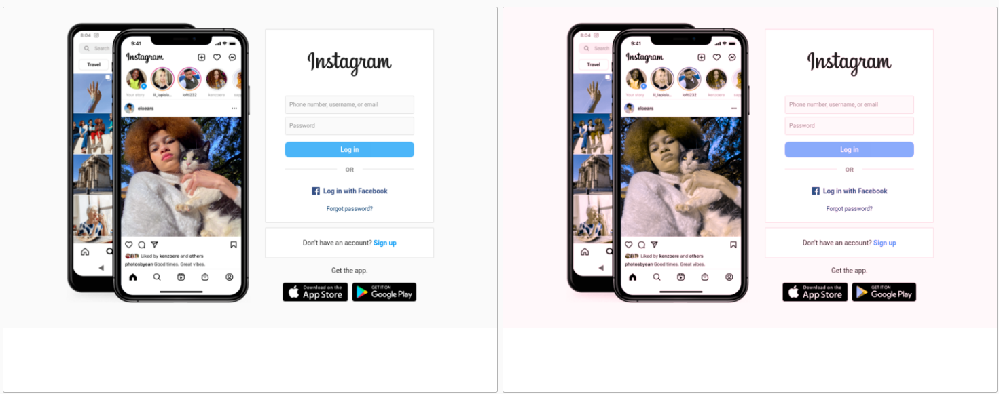 8:04
Search
Travel
9:41
Instagram
Your story
lil_lapisla...
lofti232
kenzoere
eloears
Liked by kenzoere and others
photosbyean Good times. Great vibes.
Instagram
Phone number, username, or email
Password
Log in
OR
Log in with Facebook
Forgot password?
Don't have an account? Sign up
Get the app.
Download on the
App Store
GET IT ON
Google Play
8:04
Search
Travel
9:41
Instagram
Your story
lil_lapisla...
lofti232
kenzoere
eloears
Liked by kenzoere and others
photosbyean Good times. Great vibes.
Instagram
Phone number, username, or email
Password
Log in
OR
Log in with Facebook
Forgot password?
Don't have an account? Sign up
Get the app.
Download on the
App Store
GET IT ON
Google Play